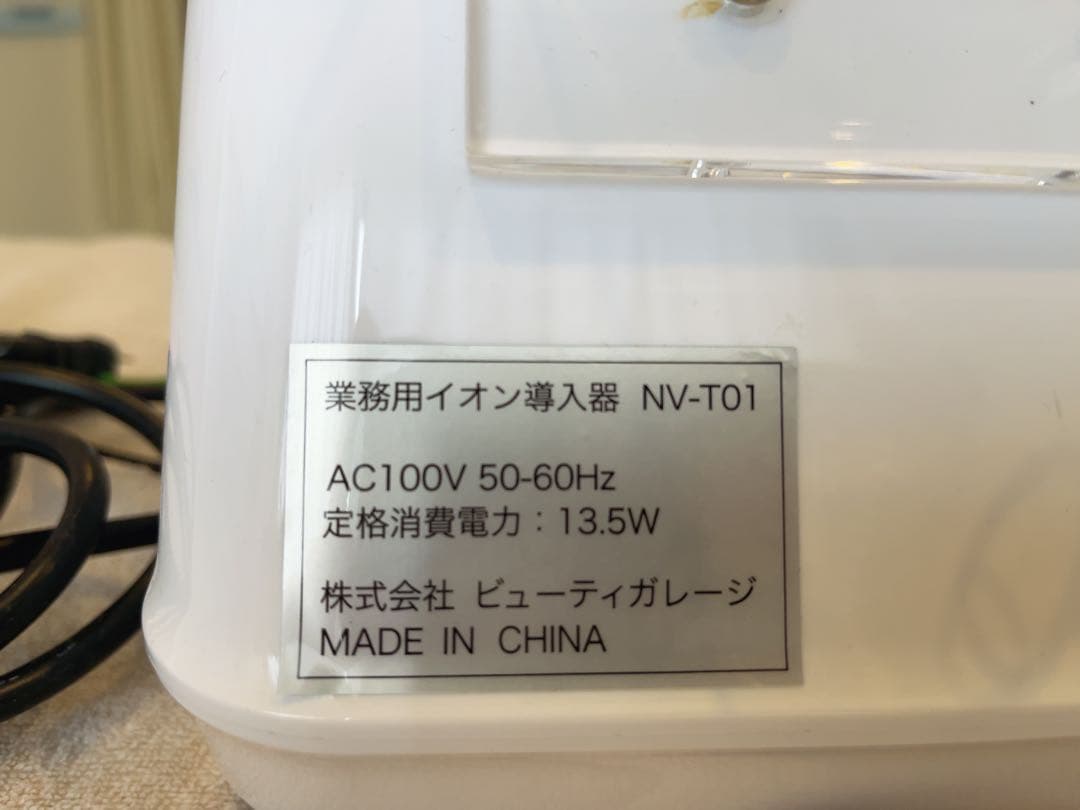 業務用イオン導入器 NV-T01
AC100V 50-60Hz
定格消費電力：13.5W
株式会社 ビューティガレージ
MADE IN CHINA